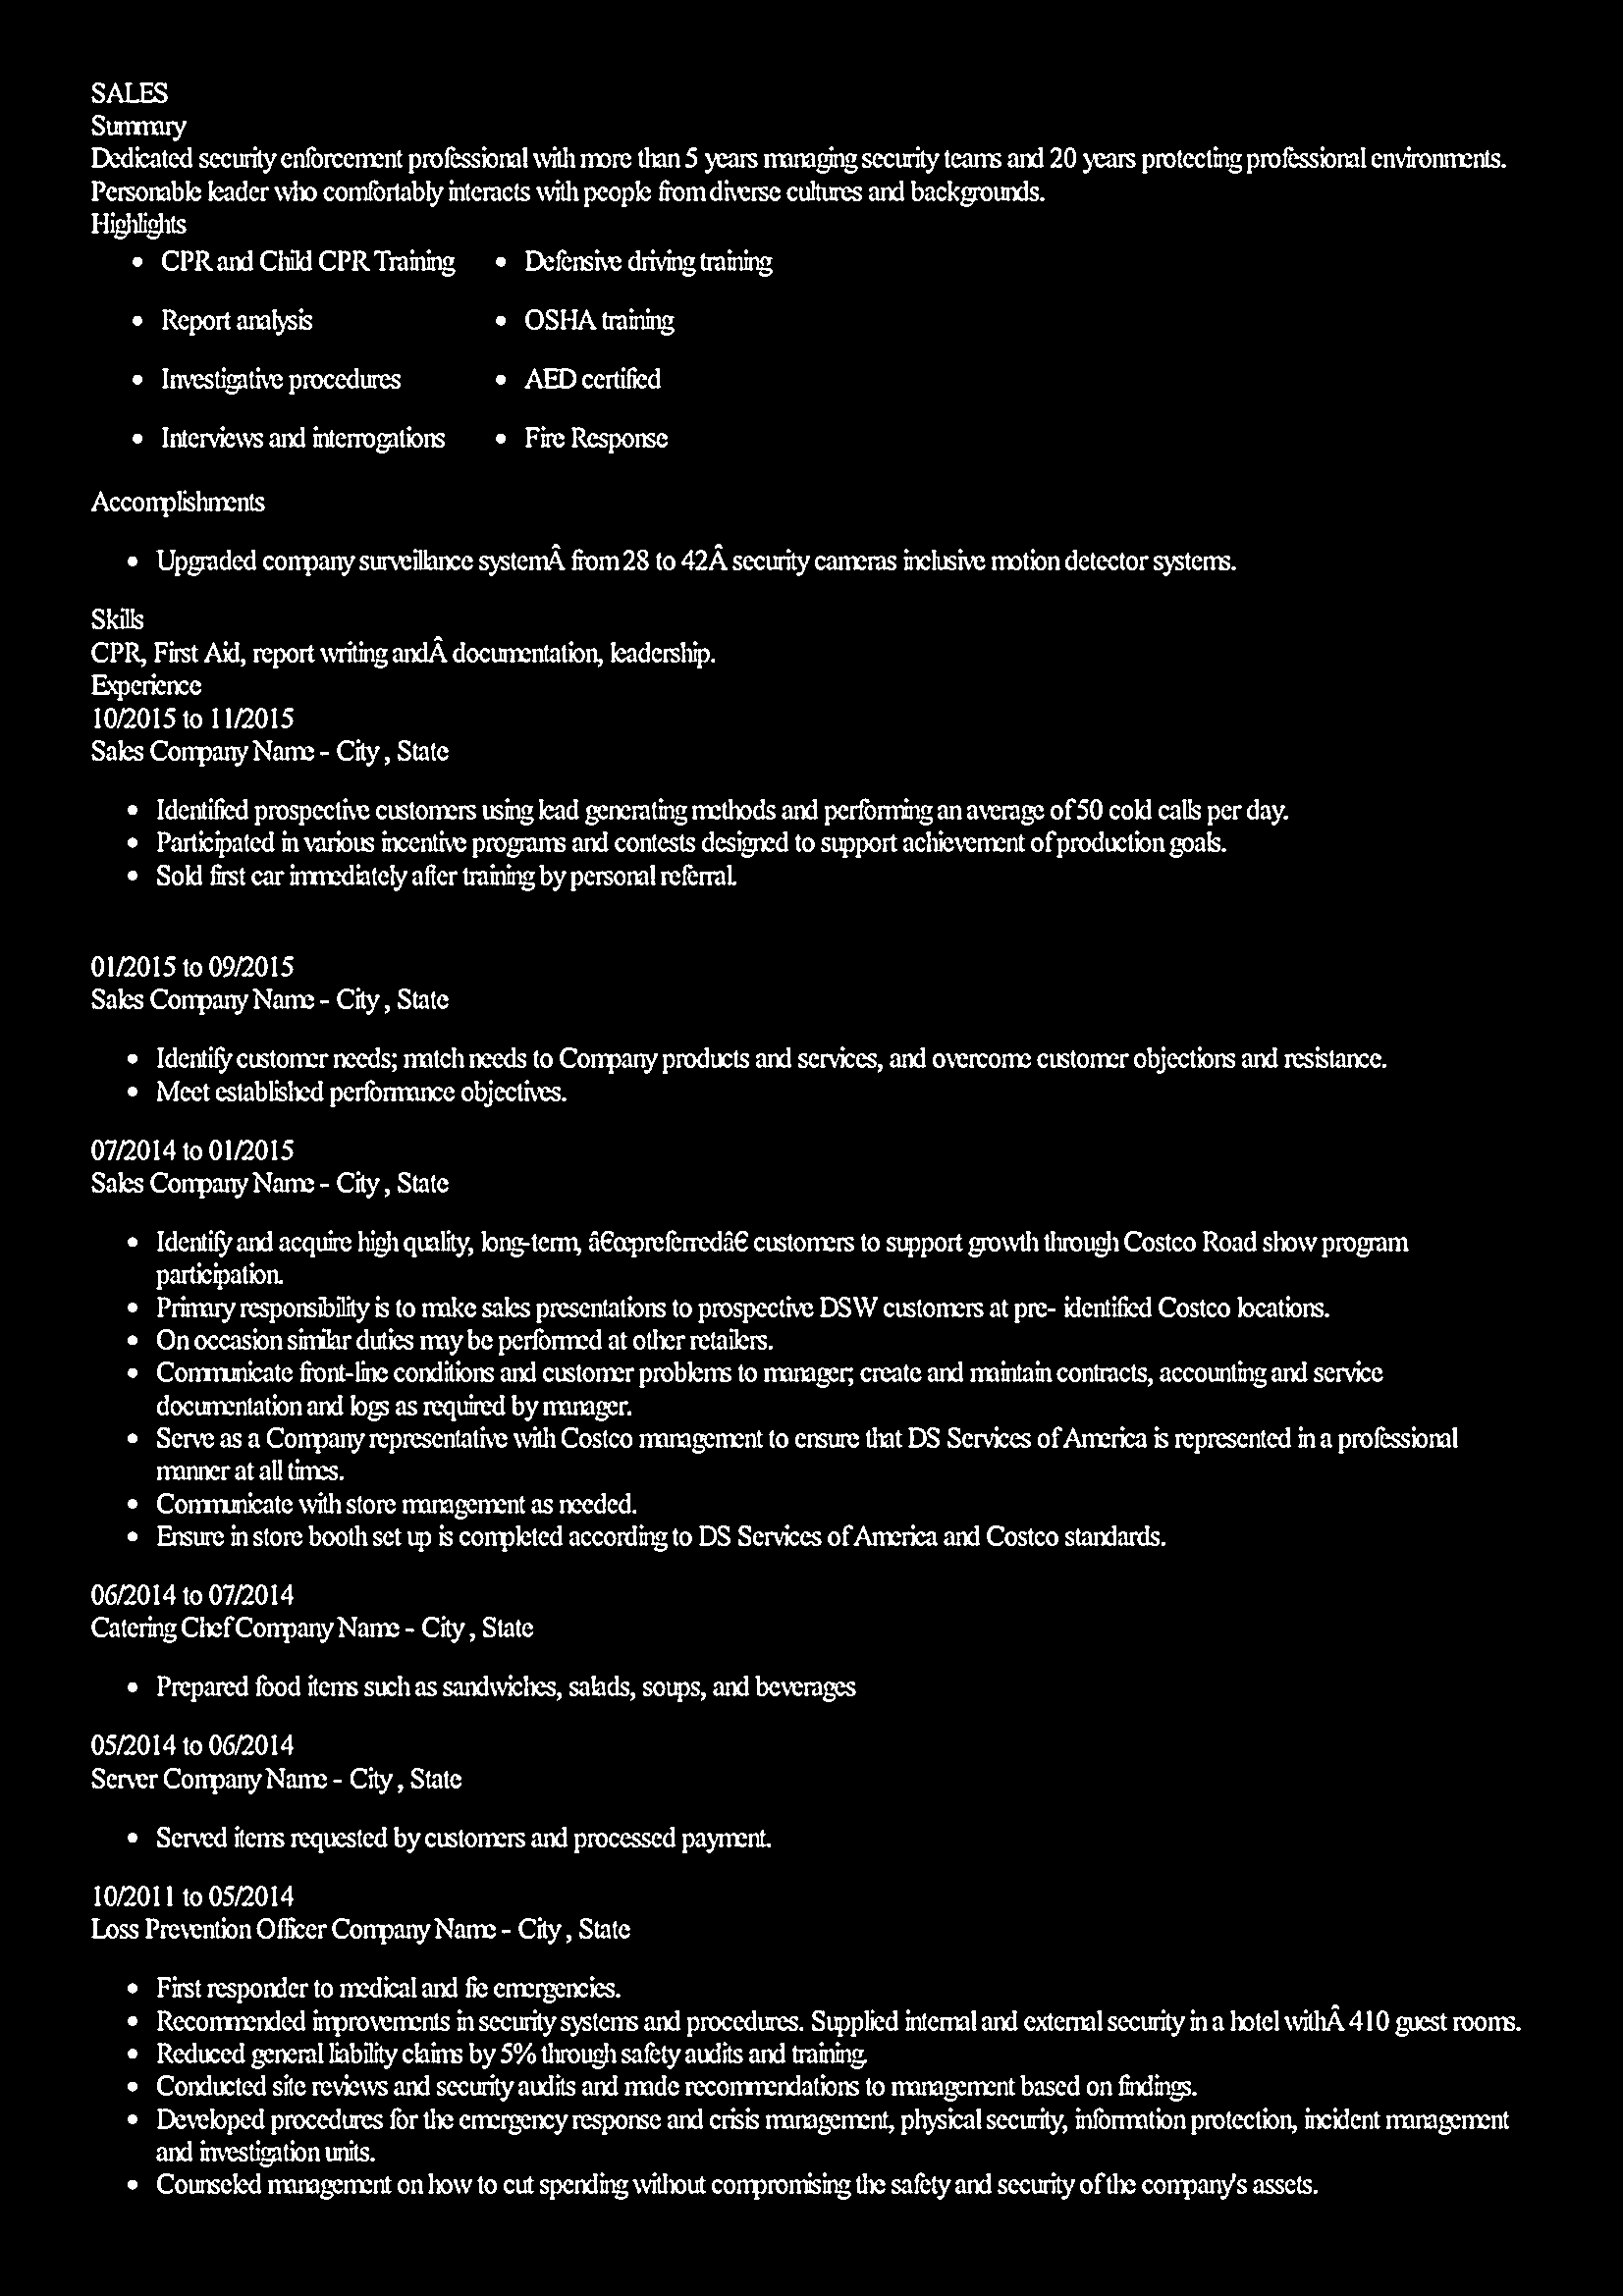 SALES
Summary
Dedicated security enforcement professional with more than 5 years managing security teams and 20 years protecting professional environments.
Personable leader who comfortably interacts with people from diverse cultures and backgrounds.
Highlights
• CPR and Child CPR Training • Defensive driving training
• Report analysis • OSHA training
• Investigative procedures • AED certified
• Interviews and interrogations • Fire Response
Accomplishments
• Upgraded company surveillance systemÂ from 28 to 42Â security cameras inclusive motion detector systems.
Skills
CPR, First Aid, report writing andÂ documentation, leadership.
Experience
10/2015 to 11/2015
Sales Company Name - City , State
• Identified prospective customers using lead generating methods and performing an average of 50 cold calls per day.
• Participated in various incentive programs and contests designed to support achievement of production goals.
• Sold first car immediately after training by personal referral.
01/2015 to 09/2015
Sales Company Name - City , State
• Identify customer needs; match needs to Company products and services, and overcome customer objections and resistance.
• Meet established performance objectives.
07/2014 to 01/2015
Sales Company Name - City , State
• Identify and acquire high quality, long-term, â€œpreferredâ€ customers to support growth through Costco Road show program
participation.
• Primary responsibility is to make sales presentations to prospective DSW customers at pre- identified Costco locations.
• On occasion similar duties may be performed at other retailers.
• Communicate front-line conditions and customer problems to manager; create and maintain contracts, accounting and service
documentation and logs as required by manager.
• Serve as a Company representative with Costco management to ensure that DS Services of America is represented in a professional
manner at all times.
• Communicate with store management as needed.
• Ensure in store booth set up is completed according to DS Services of America and Costco standards.
06/2014 to 07/2014
Catering Chef Company Name - City , State
• Prepared food items such as sandwiches, salads, soups, and beverages
05/2014 to 06/2014
Server Company Name - City , State
• Served items requested by customers and processed payment.
10/2011 to 05/2014
Loss Prevention Officer Company Name - City , State
• First responder to medical and fie emergencies.
• Recommended improvements in security systems and procedures. Supplied internal and external security in a hotel withÂ 410 guest rooms.
• Reduced general liability claims by 5% through safety audits and training.
• Conducted site reviews and security audits and made recommendations to management based on findings.
• Developed procedures for the emergency response and crisis management, physical security, information protection, incident management
and investigation units.
• Counseled management on how to cut spending without compromising the safety and security of the company's assets.